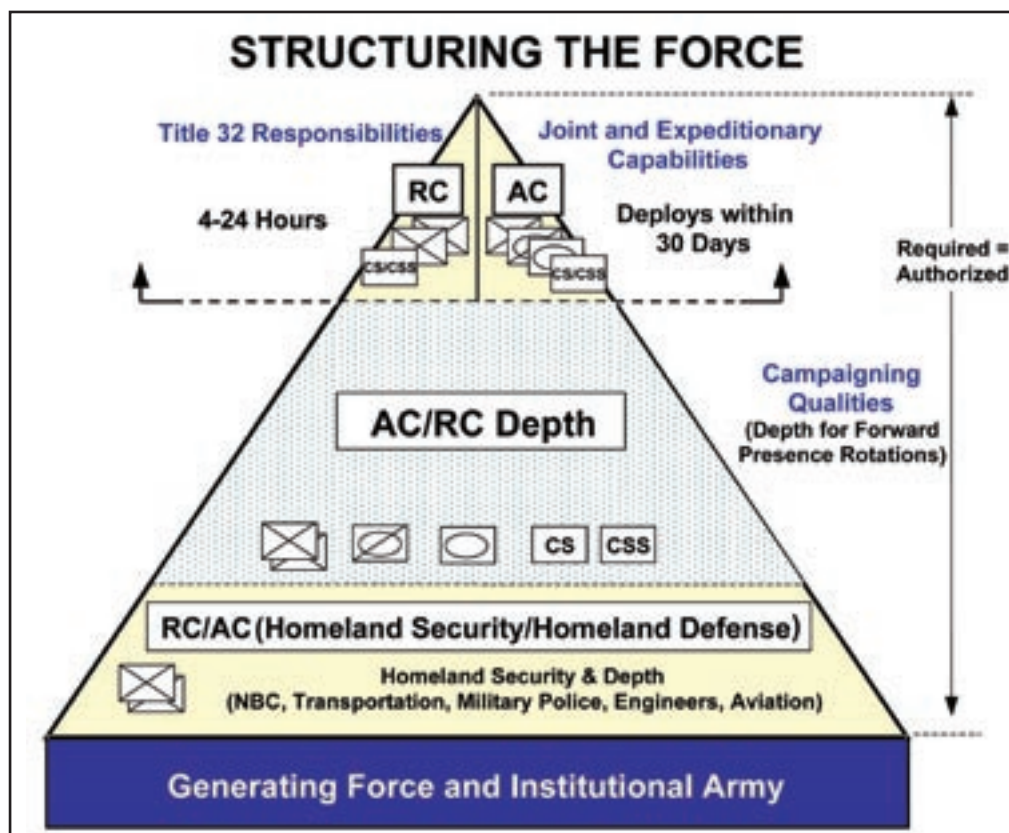 STRUCTURING THE FORCE
Title 32 Responsibilities
Joint and Expeditionary
Capabilities
RC
AC
4-24 Hours
Deploys within
30 Days
CS/CSS
CS/CSS
Required =
Authorized
Campaigning
Qualities
(Depth for Forward
Presence Rotations)
AC/RC Depth
CS
CSS
RC/AC (Homeland Security/Homeland Defense)
Homeland Security & Depth
(NBC, Transportation, Military Police, Engineers, Aviation)
Generating Force and Institutional Army